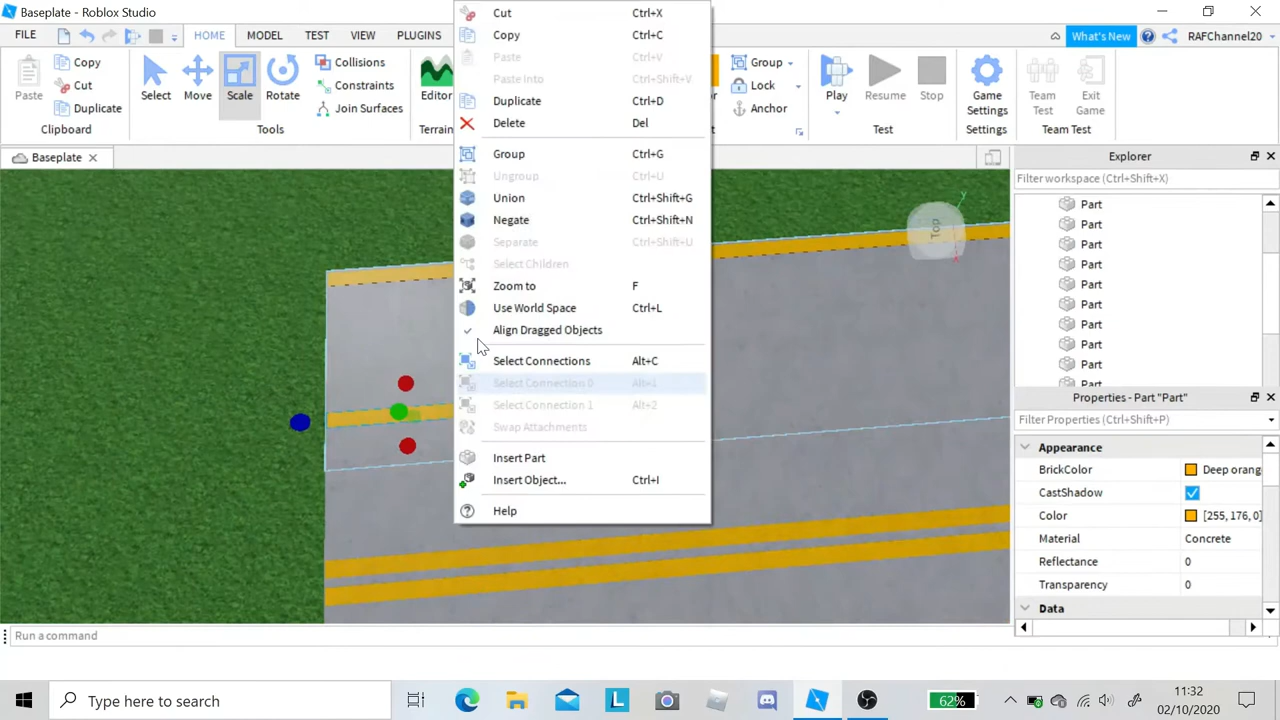 Baseplate - Roblox Studio
FILE HOME MODEL TEST VIEW PLUGINS What's New RAFChannel20
Paste Copy Cut Duplicate Clipboard
Select Move Scale Rotate Tools
Collisions Constraints Join Surfaces
Editor
Group Lock Anchor
Play Resume Stop Test
Game Settings Settings
Team Test Exit Game Team Test
Baseplate
Cut Ctrl+X
Copy Ctrl+C
Paste Ctrl+V
Paste Into Ctrl+Shift+V
Duplicate Ctrl+D
Delete Del
Group Ctrl+G
Ungroup Ctrl+U
Union Ctrl+Shift+G
Negate Ctrl+Shift+N
Separate Ctrl+Shift+U
Select Children
Zoom to F
Use World Space Ctrl+L
Align Dragged Objects
Select Connections Alt+C
Select Connection 0 Alt+1
Select Connection 1 Alt+2
Swap Attachments
Insert Part
Insert Object... Ctrl+I
Help
Top
y
x
Explorer
Filter workspace (Ctrl+Shift+X)
Part
Part
Part
Part
Part
Part
Part
Part
Part
Part
Properties - Part "Part"
Filter Properties (Ctrl+Shift+P)
Appearance
BrickColor Deep orang
CastShadow
Color [255, 176, 0]
Material Concrete
Reflectance 0
Transparency 0
Data
Run a command
Type here to search
62%
11:32
02/10/2020